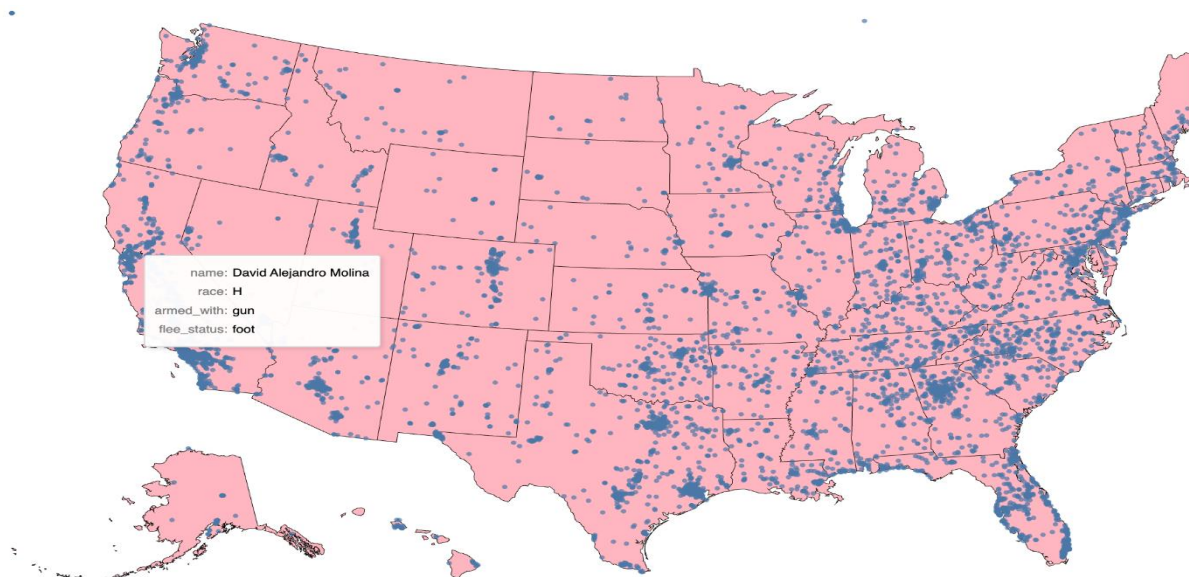 name: David Alejandro Molina
race: H
armed_with: gun
flee_status: foot